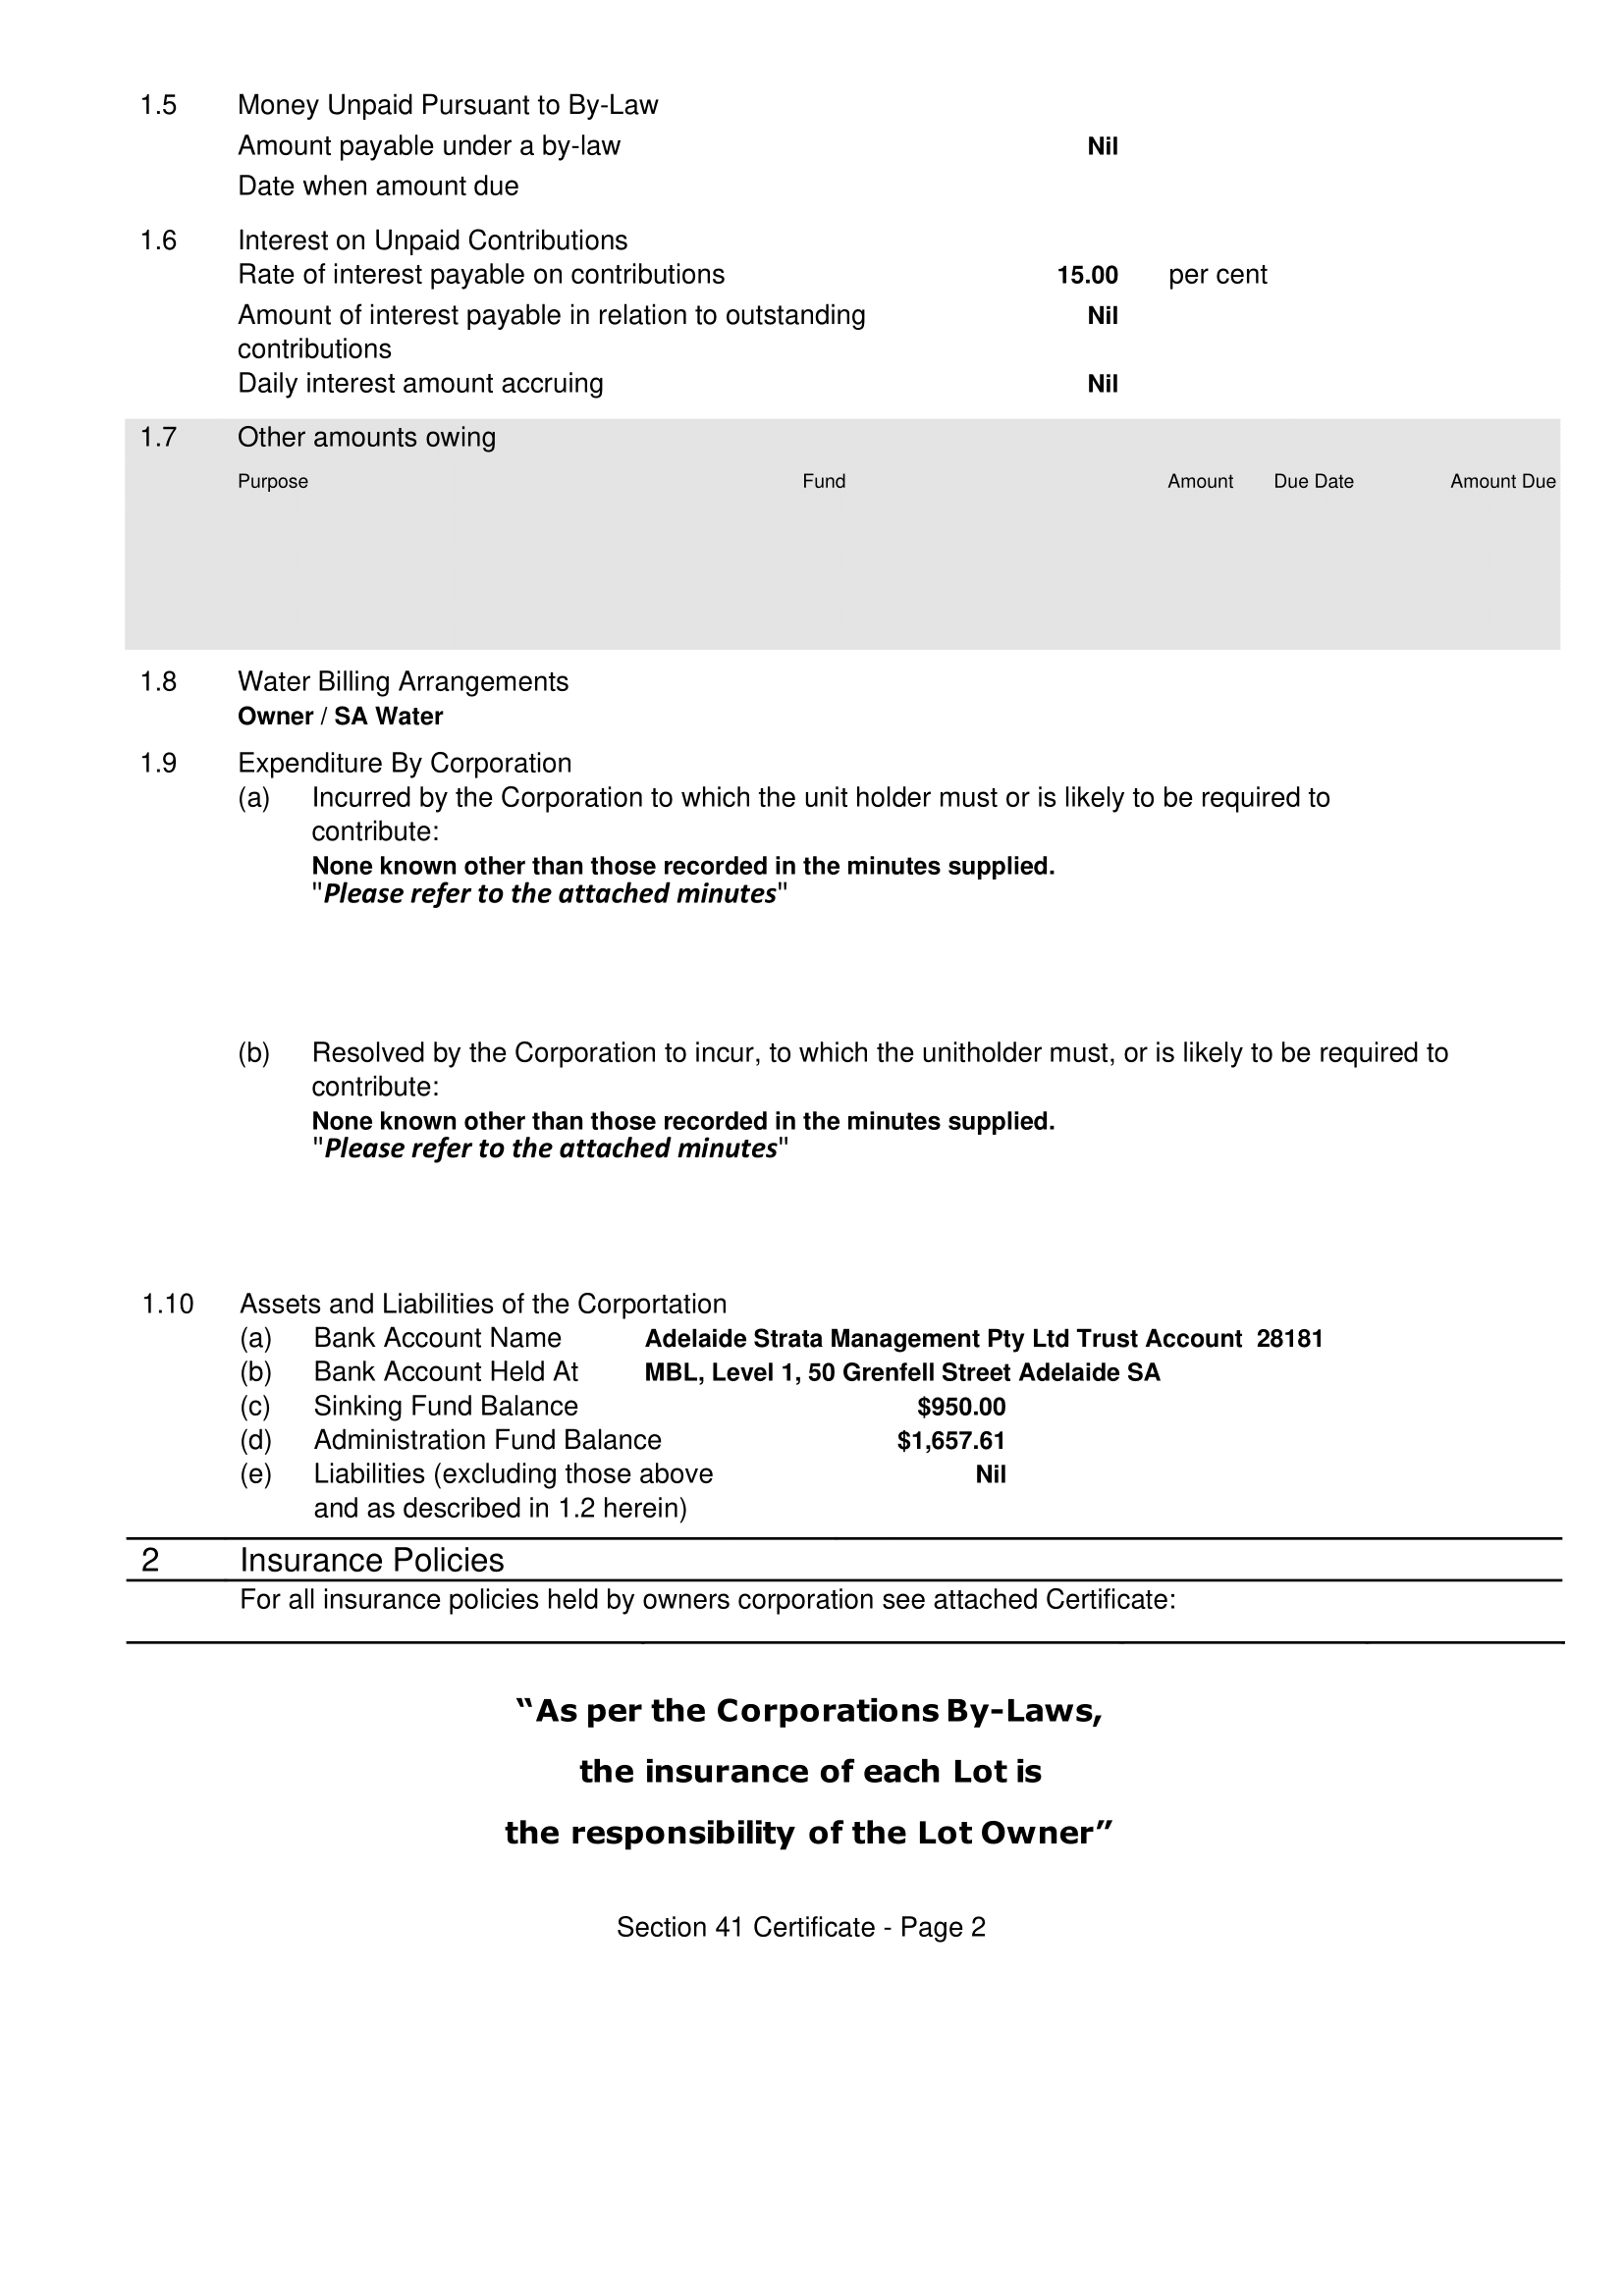 1.5 Money Unpaid Pursuant to By-Law
Amount payable under a by-law Nil
Date when amount due
1.6 Interest on Unpaid Contributions
Rate of interest payable on contributions 15.00 per cent
Amount of interest payable in relation to outstanding Nil
contributions
Daily interest amount accruing Nil
1.7 Other amounts owing
Purpose Fund Amount Due Date Amount Due
1.8 Water Billing Arrangements
Owner / SA Water
1.9 Expenditure By Corporation
(a) Incurred by the Corporation to which the unit holder must or is likely to be required to
contribute:
None known other than those recorded in the minutes supplied.
"Please refer to the attached minutes"
(b) Resolved by the Corporation to incur, to which the unitholder must, or is likely to be required to
contribute:
None known other than those recorded in the minutes supplied.
"Please refer to the attached minutes"
1.10 Assets and Liabilities of the Corportation
(a) Bank Account Name Adelaide Strata Management Pty Ltd Trust Account 28181
(b) Bank Account Held At MBL, Level 1, 50 Grenfell Street Adelaide SA
(c) Sinking Fund Balance $950.00
(d) Administration Fund Balance $1,657.61
(e) Liabilities (excluding those above Nil
and as described in 1.2 herein)
2 Insurance Policies
For all insurance policies held by owners corporation see attached Certificate:
“As per the Corporations By-Laws,
the insurance of each Lot is
the responsibility of the Lot Owner”
Section 41 Certificate - Page 2